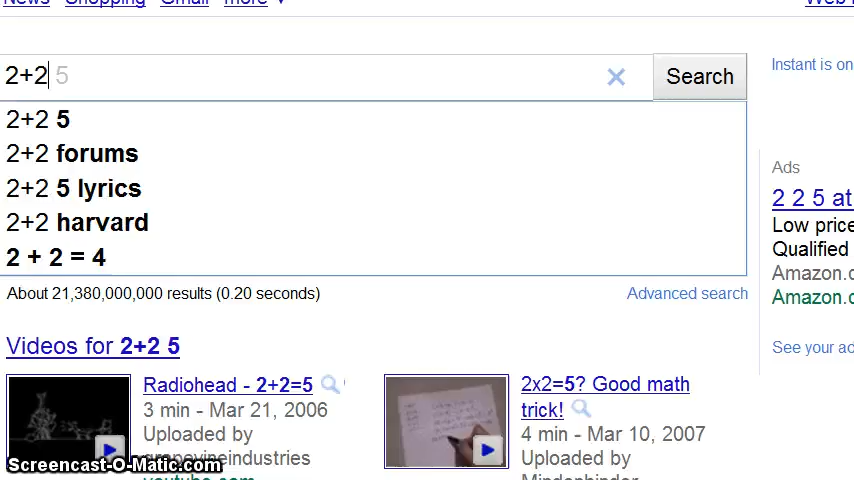 News Shopping Gmail more
2+2 5
Search
Instant is on
2+2 5
2+2 forums
2+2 5 lyrics
2+2 harvard
2 + 2 = 4
About 21,380,000,000 results (0.20 seconds)
Advanced search
Ads
2 2 5 at
Low price
Qualified
Amazon.c
Amazon.c
See your ad
Videos for 2+2 5
Radiohead - 2+2=5
3 min - Mar 21, 2006
Uploaded by
grapevineindustries
youtube.com
2x2=5? Good math
trick!
4 min - Mar 10, 2007
Uploaded by
Screencast-O-Matic.com